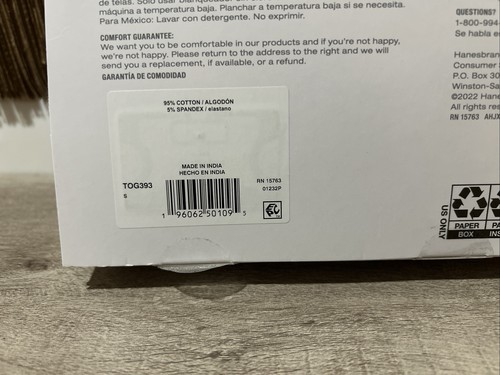 de telas. Solo usar blanqueador
máquina a temperatura baja. Planchar a temperatura baja si se necesita.
Para México: Lavar con detergente. No exprimir.
COMFORT GUARANTEE:
We want you to be comfortable in our products and if you're not happy,
we're not happy. Please return to the address to the right and we will
send you a replacement, if available, or a refund.
GARANTÍA DE COMODIDAD
QUESTIONS?
1-800-994
Se habla e
Hanesbran
Consumer
P.O. Box 30
Winston-Sa
©2022 Hane
All rights re
RN 15763 AHJX
95% COTTON / ALGODÓN
5% SPANDEX / elastano
MADE IN INDIA
HECHO EN INDIA
TOG393
S
RN 15763
01232P
1 96062 50109 5
US ONLY
PAPER
BOX
PA
INS